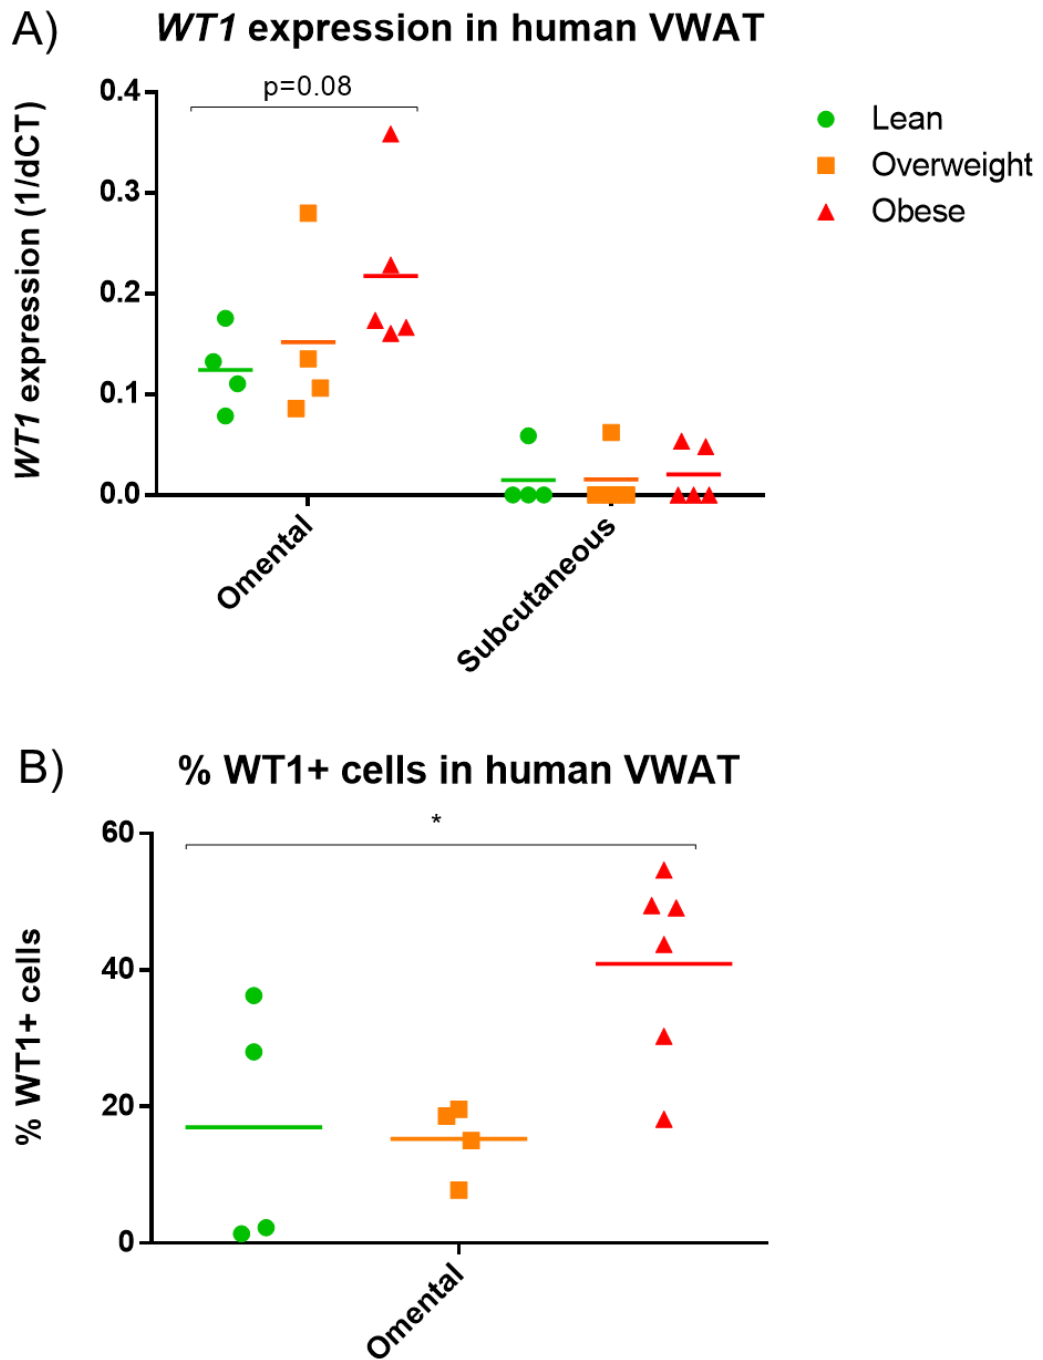 A)
WT1 expression in human VWAT
p=0.08
WT1 expression (1/dCT)
0.4
0.3
0.2
0.1
0.0
Omental
Subcutaneous
Lean
Overweight
Obese
B)
% WT1+ cells in human VWAT
*
% WT1+ cells
60
40
20
0
Omental